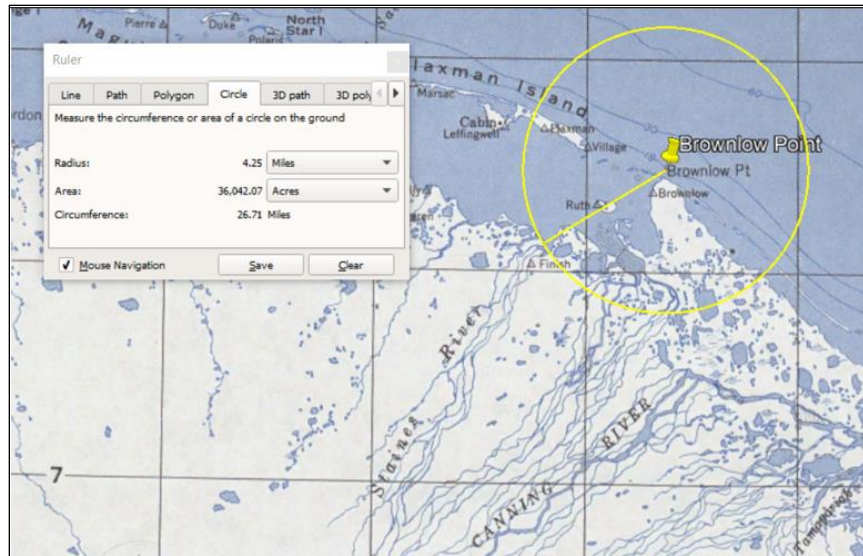 Pierre
Duke
North
Star I
Polaris
Ruler
Line Path Polygon Circle 3D path 3D poly
Measure the circumference or area of a circle on the ground
Radius: 4.25 Miles
Area: 36,042.07 Acres
Circumference: 26.71 Miles
Mouse Navigation Save Clear
laxman Island
Marsac
Cabin
Leffingwell
Flaxman
Village
Brownlow Point
Brownlow Pt
Brownlow
Ruth
Finish
Staines River
CANNING RIVER
7